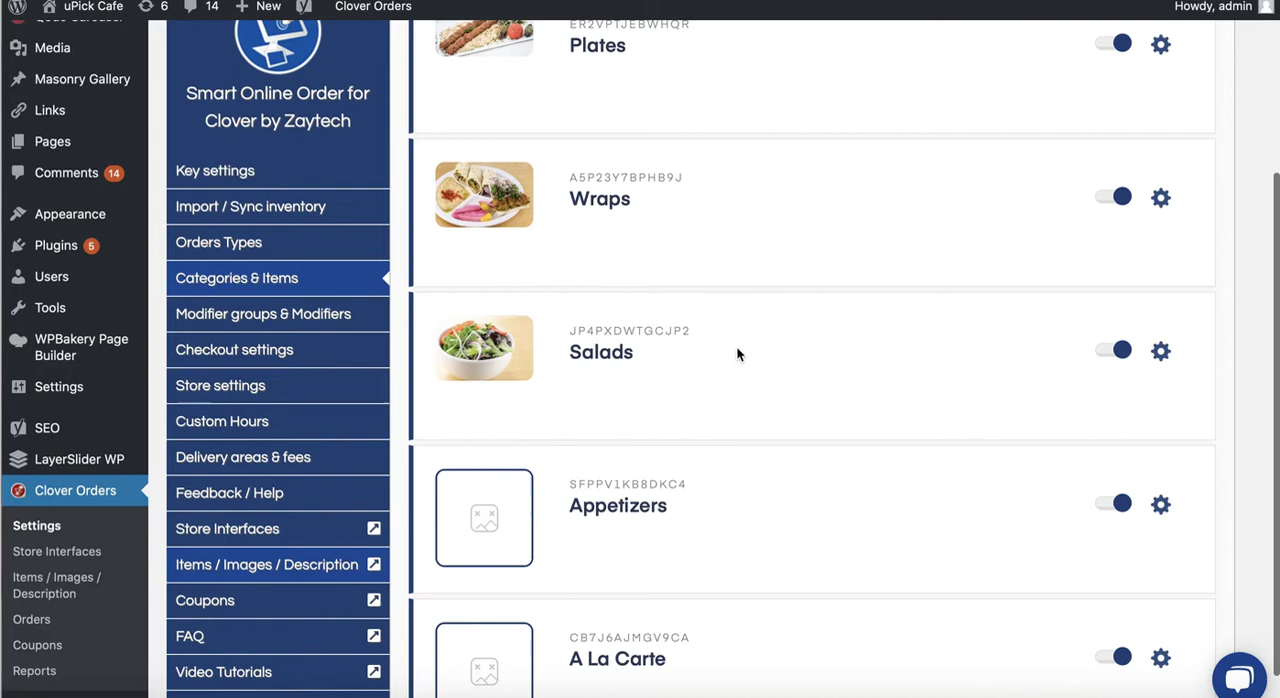 uPick Cafe
6
14
New
Clover Orders
Howdy, admin
Media
Masonry Gallery
Links
Pages
Comments 14
Appearance
Plugins 5
Users
Tools
WPBakery Page
Builder
Settings
SEO
LayerSlider WP
Clover Orders
Settings
Store Interfaces
Items / Images /
Description
Orders
Coupons
Reports
Smart Online Order for
Clover by Zaytech
Key settings
Import / Sync inventory
Orders Types
Categories & Items
Modifier groups & Modifiers
Checkout settings
Store settings
Custom Hours
Delivery areas & fees
Feedback / Help
Store Interfaces
Items / Images / Description
Coupons
FAQ
Video Tutorials
ER2VPTJEBWHQR
Plates
A5P23Y7BPHB9J
Wraps
JP4PXDWTGCJP2
Salads
SFPPV1KB8DKC4
Appetizers
CB7J6AJMGV9CA
A La Carte